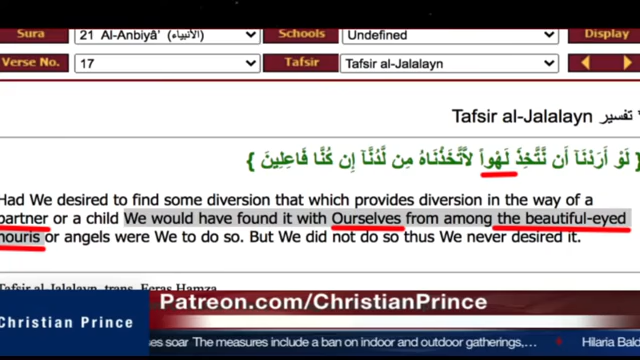 Sura 21 Al-Anbiyâ' (الأنبياء) Schools Undefined Display
Verse No. 17 Tafsir Tafsir al-Jalalayn
* تفسير Tafsir al-Jalalayn
{ لَوْ أَرَدْنَآ أَن نَّتَّخِذَ لَهْواً لاَّتَّخَذْنَاهُ مِن لَّدُنَّآ إِن كُنَّا فَاعِلِينَ }
Had We desired to find some diversion that which provides diversion in the way of a
partner or a child We would have found it with Ourselves from among the beautiful-eyed
houris or angels were We to do so. But We did not do so thus We never desired it.
Tafsir al-Jalalayn, trans. Feras Hamza
Patreon.com/ChristianPrince
Christian Prince
ses soar The measures include a ban on indoor and outdoor gatherings,... Hilaria Bald